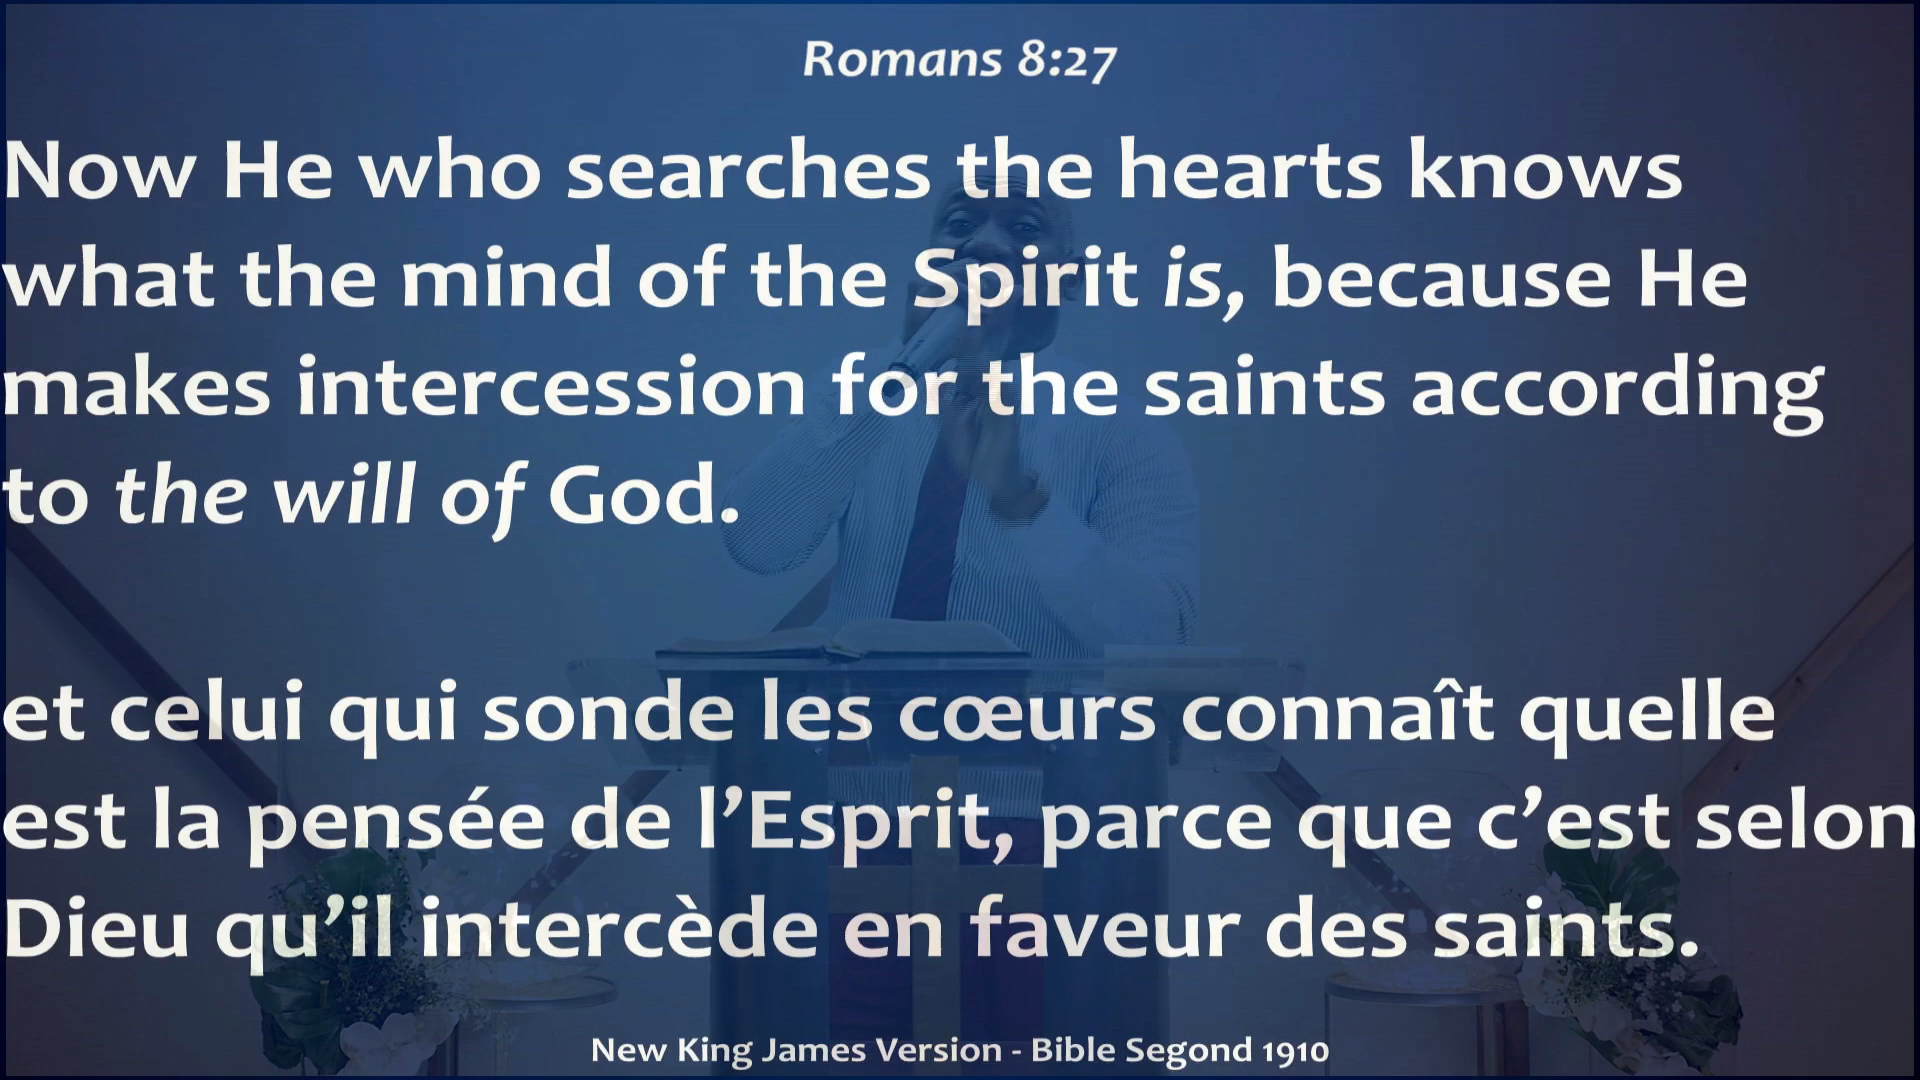 Romans 8:27
Now He who searches the hearts knows
what the mind of the Spirit is, because He
makes intercession for the saints according
to the will of God.
et celui qui sonde les cœurs connaît quelle
est la pensée de l’Esprit, parce que c’est selon
Dieu qu’il intercède en faveur des saints.
New King James Version - Bible Segond 1910